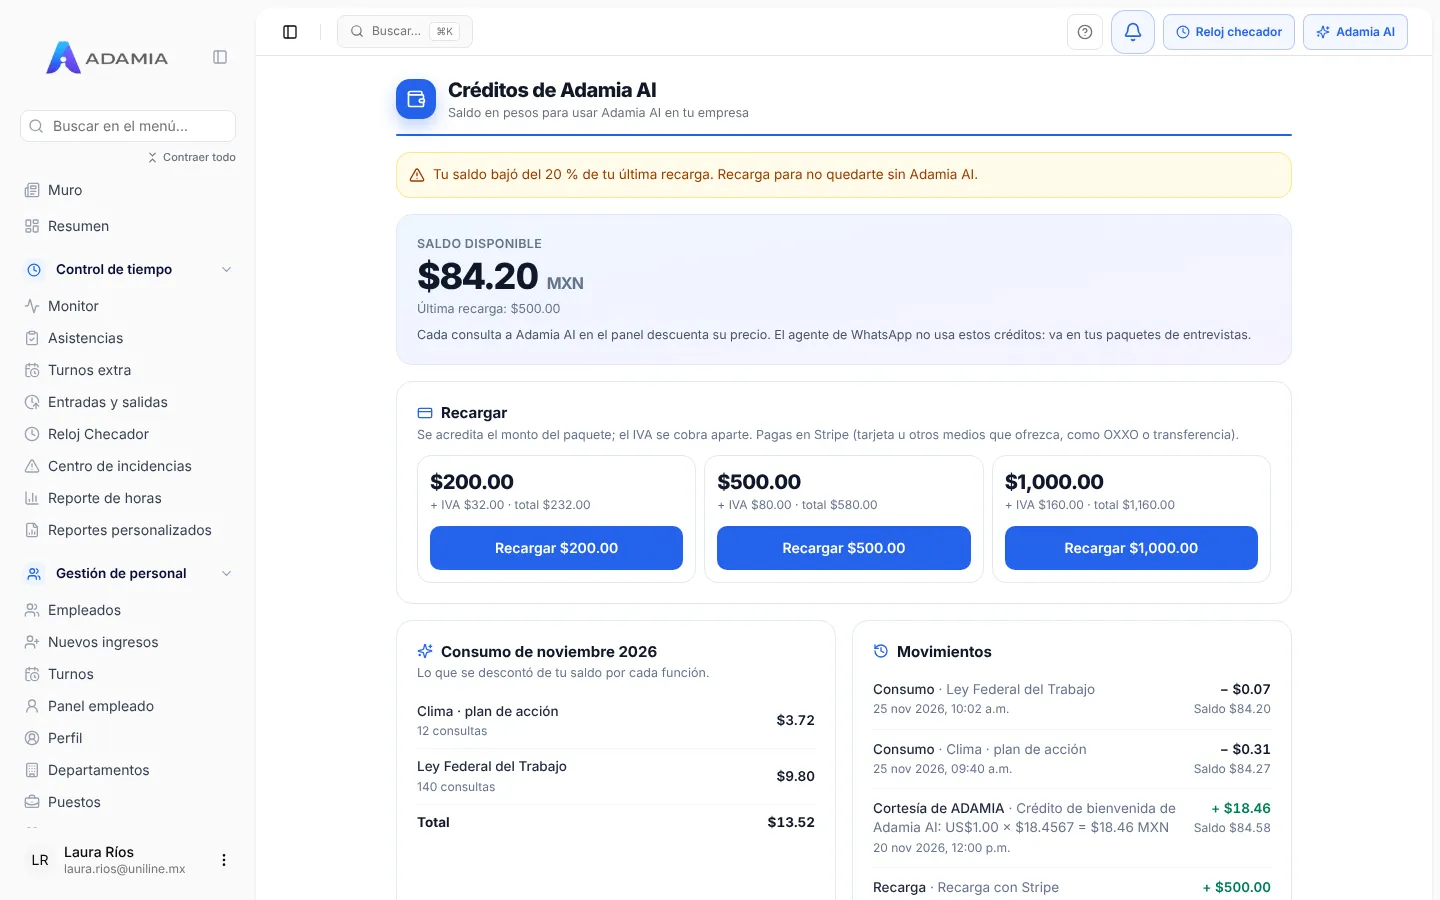 ADAMIA
Buscar en el menú...
Contraer todo
Muro
Resumen
Control de tiempo
Monitor
Asistencias
Turnos extra
Entradas y salidas
Reloj Checador
Centro de incidencias
Reporte de horas
Reportes personalizados
Gestión de personal
Empleados
Nuevos ingresos
Turnos
Panel empleado
Perfil
Departamentos
Puestos
LR
Laura Ríos
laura.rios@uniline.mx
Buscar... ⌘K
Reloj checador
Adamia AI
Créditos de Adamia AI
Saldo en pesos para usar Adamia AI en tu empresa
Tu saldo bajó del 20 % de tu última recarga. Recarga para no quedarte sin Adamia AI.
SALDO DISPONIBLE
$84.20 MXN
Última recarga: $500.00
Cada consulta a Adamia AI en el panel descuenta su precio. El agente de WhatsApp no usa estos créditos: va en tus paquetes de entrevistas.
Recargar
Se acredita el monto del paquete; el IVA se cobra aparte. Pagas en Stripe (tarjeta u otros medios que ofrezca, como OXXO o transferencia).
$200.00
+ IVA $32.00 · total $232.00
Recargar $200.00
$500.00
+ IVA $80.00 · total $580.00
Recargar $500.00
$1,000.00
+ IVA $160.00 · total $1,160.00
Recargar $1,000.00
Consumo de noviembre 2026
Lo que se descontó de tu saldo por cada función.
Clima · plan de acción
12 consultas
$3.72
Ley Federal del Trabajo
140 consultas
$9.80
Total $13.52
Movimientos
Consumo · Ley Federal del Trabajo − $0.07
25 nov 2026, 10:02 a.m. Saldo $84.20
Consumo · Clima · plan de acción − $0.31
25 nov 2026, 09:40 a.m. Saldo $84.27
Cortesía de ADAMIA · Crédito de bienvenida de + $18.46
Adamia AI: US$1.00 × $18.4567 = $18.46 MXN Saldo $84.58
20 nov 2026, 12:00 p.m.
Recarga · Recarga con Stripe + $500.00